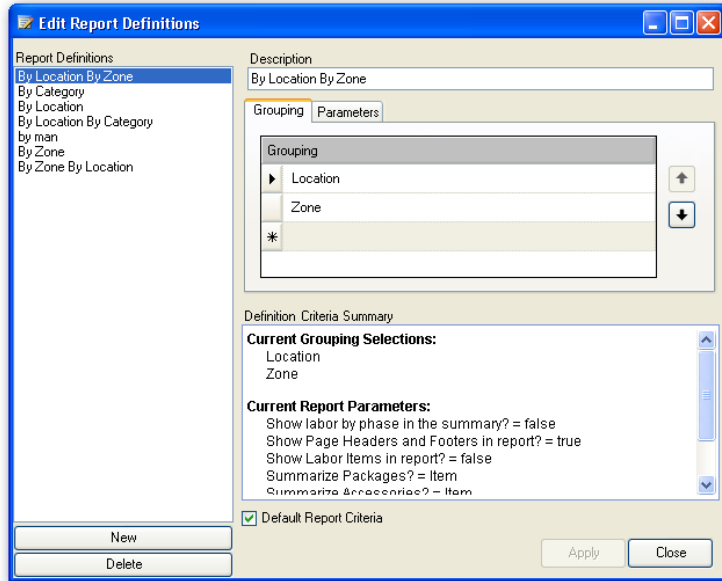 Edit Report Definitions
Report Definitions
By Location By Zone
By Category
By Location
By Location By Category
by man
By Zone
By Zone By Location
New
Delete
Description
By Location By Zone
Grouping Parameters
Grouping
Location
Zone
Definition Criteria Summary
Current Grouping Selections:
Location
Zone
Current Report Parameters:
Show labor by phase in the summary? = false
Show Page Headers and Footers in report? = true
Show Labor Items in report? = false
Summarize Packages? = Item
Summarize Accessories? = Item
Default Report Criteria
Apply Close